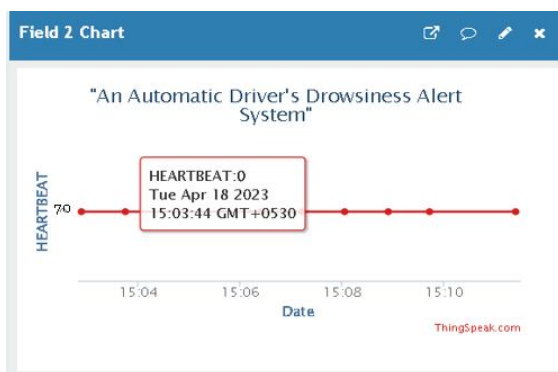 Field 2 Chart
"An Automatic Driver's Drowsiness Alert
System"
HEARTBEAT
70
HEARTBEAT:0
Tue Apr 18 2023
15:03:44 GMT+0530
15:04 15:06 15:08 15:10
Date
ThingSpeak.com